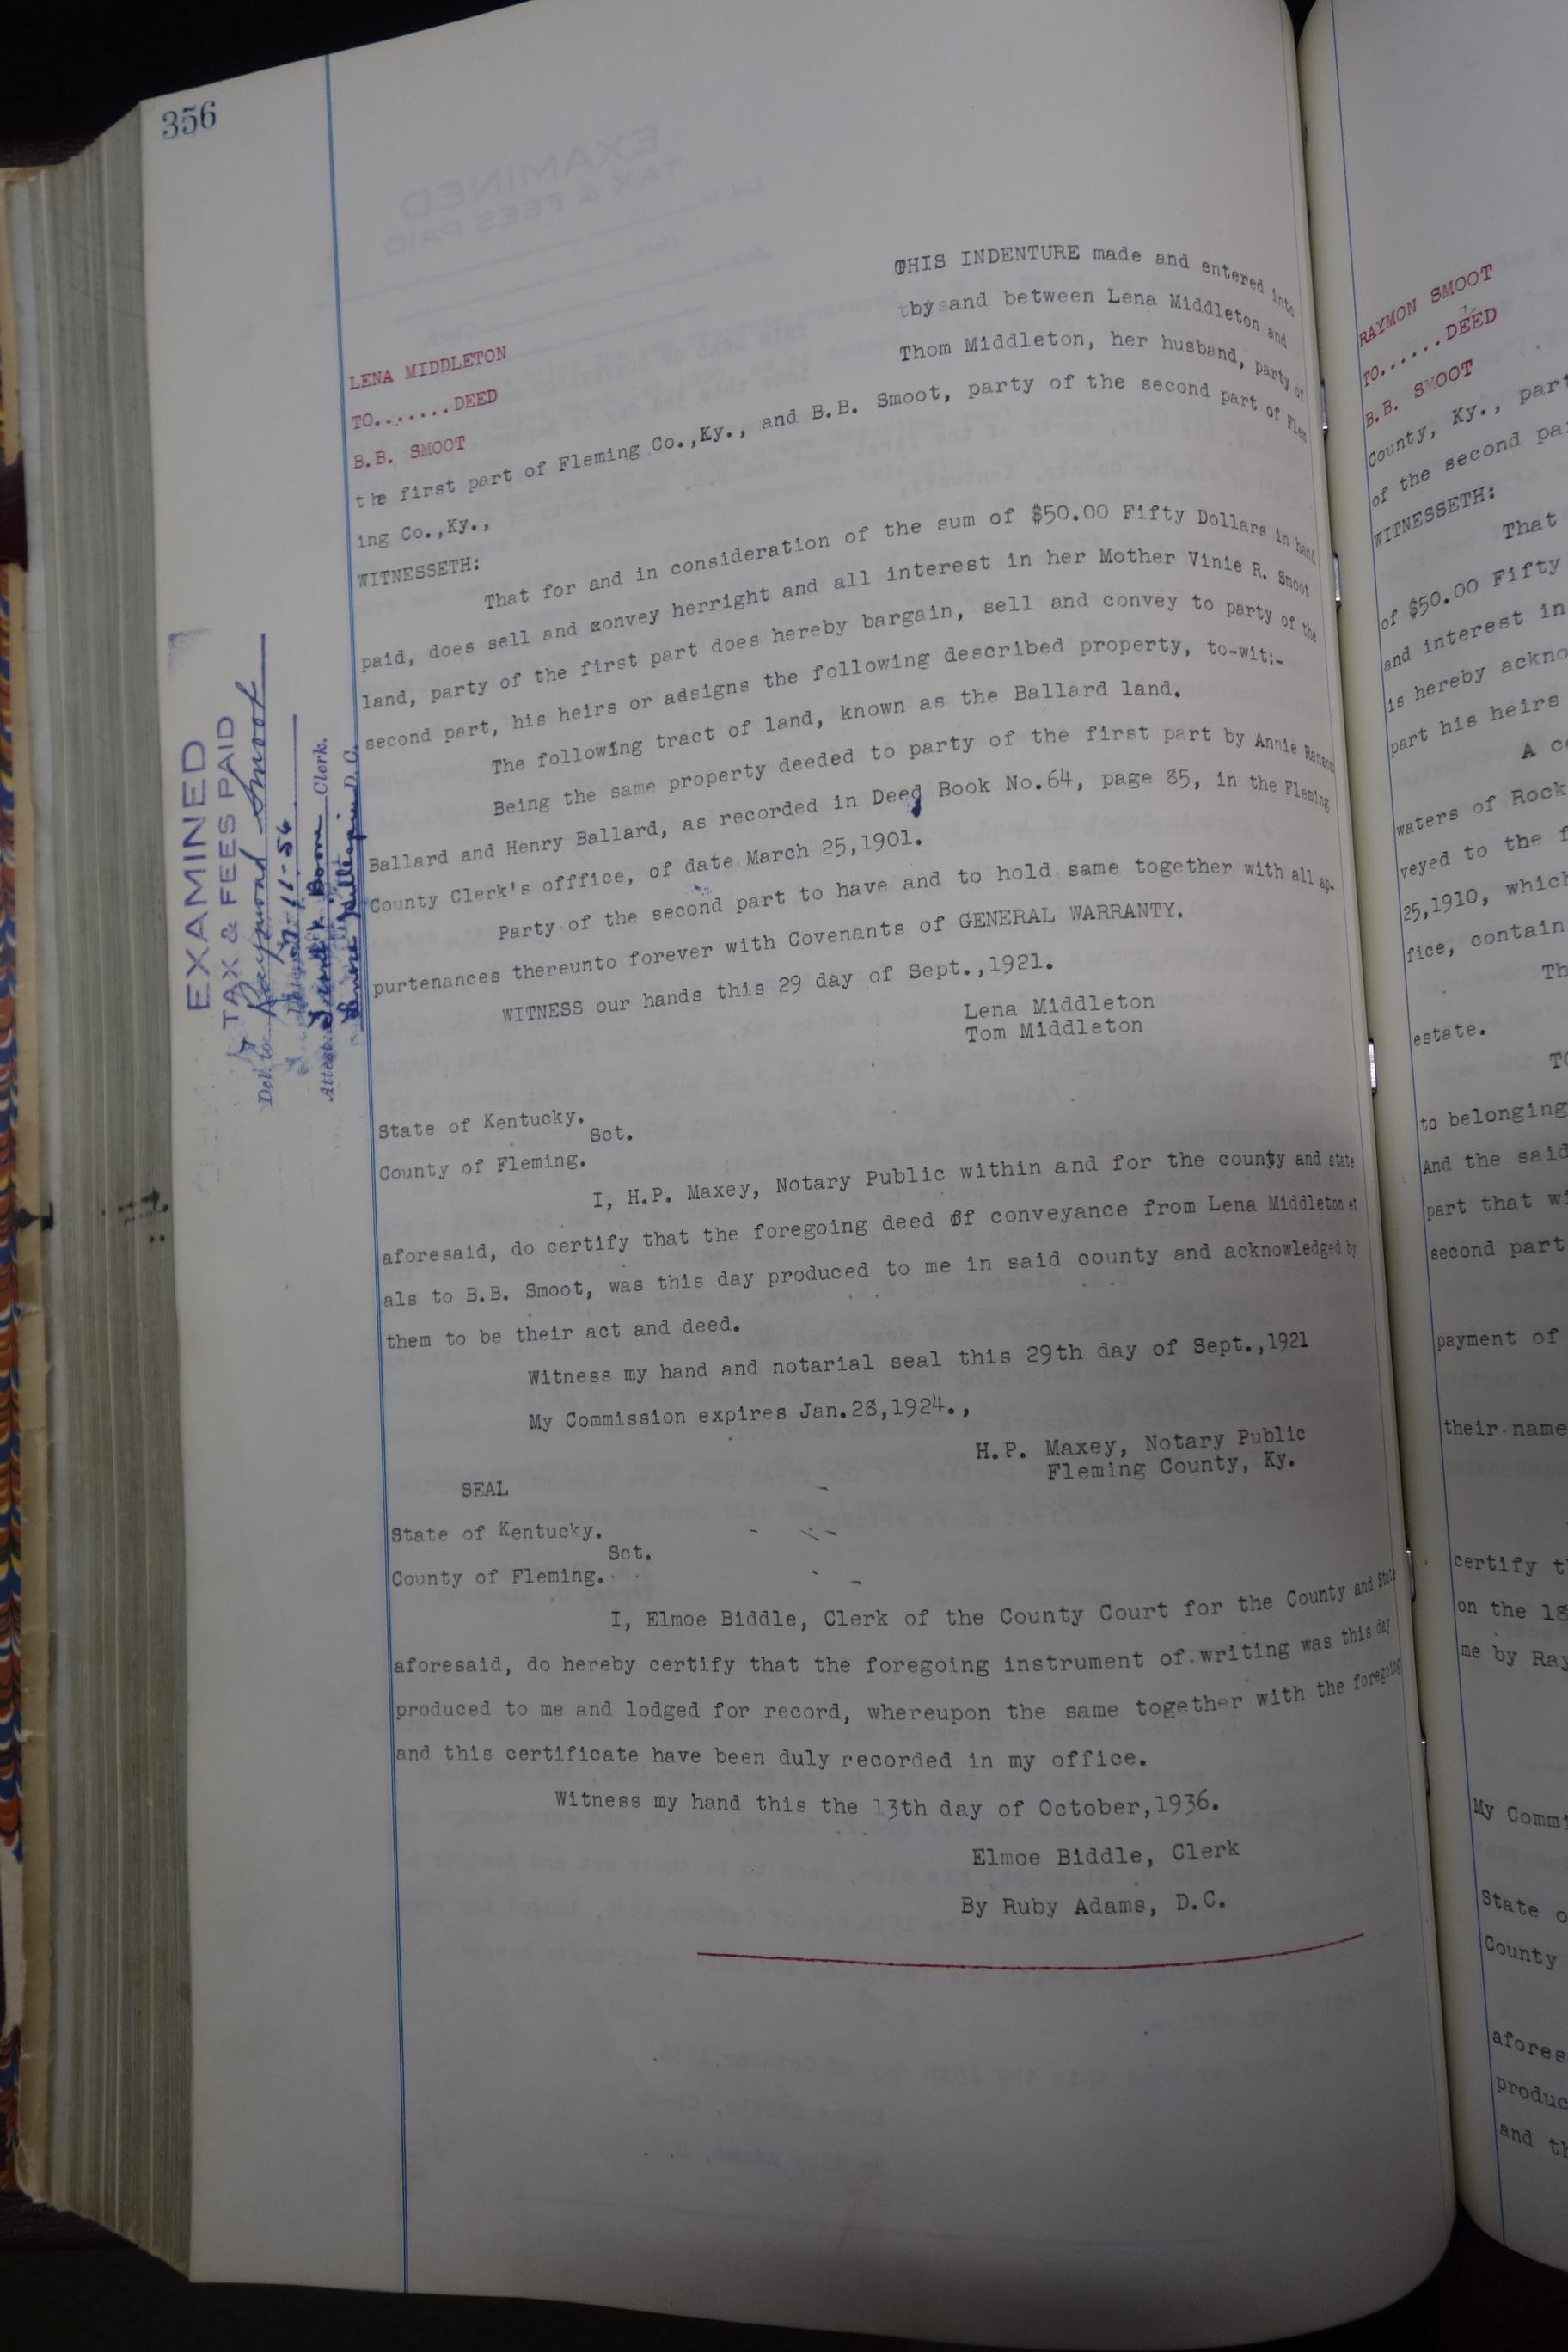 356
THIS INDENTURE made and entered into
by and between Lena Middleton and
Thom Middleton, her husband, party of
LENA MIDDLETON
TO.......DEED
B.B. SMOOT
the first part of Fleming Co.,Ky., and B.B. Smoot, party of the second part of Flem
ing Co.,Ky.,
WITNESSETH:
That for and in consideration of the sum of $50.00 Fifty Dollars in hand
paid, does sell and convey herright and all interest in her Mother Vinie R. Smoot
land, party of the first part does hereby bargain, sell and convey to party of the
second part, his heirs or adsigns the following described property, to-wit:-
The following tract of land, known as the Ballard land.
Being the same property deeded to party of the first part by Annie Ranson
Ballard and Henry Ballard, as recorded in Deed Book No.64, page 85, in the Fleming
County Clerk's offfice, of date March 25,1901.
Party of the second part to have and to hold same together with all ap-
purtenances thereunto forever with Covenants of GENERAL WARRANTY.
WITNESS our hands this 29 day of Sept.,1921.
Lena Middleton
Tom Middleton
EXAMINED
TAX & FEES PAID
Del. to Raymond Smoot
7-11-56
Attest: Clerk.
D.C.
State of Kentucky.
Sct.
County of Fleming.
I, H.P. Maxey, Notary Public within and for the county and state
aforesaid, do certify that the foregoing deed of conveyance from Lena Middleton et
als to B.B. Smoot, was this day produced to me in said county and acknowledged by
them to be their act and deed.
Witness my hand and notarial seal this 29th day of Sept.,1921
My Commission expires Jan.28,1924.,
H.P. Maxey, Notary Public
Fleming County, Ky.
SEAL
State of Kentucky.
Sct.
County of Fleming.
I, Elmoe Biddle, Clerk of the County Court for the County and State
aforesaid, do hereby certify that the foregoing instrument of writing was this day
produced to me and lodged for record, whereupon the same together with the foregoing
and this certificate have been duly recorded in my office.
Witness my hand this the 13th day of October,1936.
Elmoe Biddle, Clerk
By Ruby Adams, D.C.
RAYMON SMOOT
TO......DEED
B.B. SMOOT
County, Ky., part
of the second pa
WITNESSETH:
That
of $50.00 Fifty
and interest in
is hereby ackno
part his heirs
A c
waters of Rock
veyed to the f
25,1910, which
fice, contain
Th
estate.
TO
to belonging
And the said
part that wi
second part
payment of
their name
certify t
on the 18
me by Ray
My Commi
State o
County
afores
produc
and th